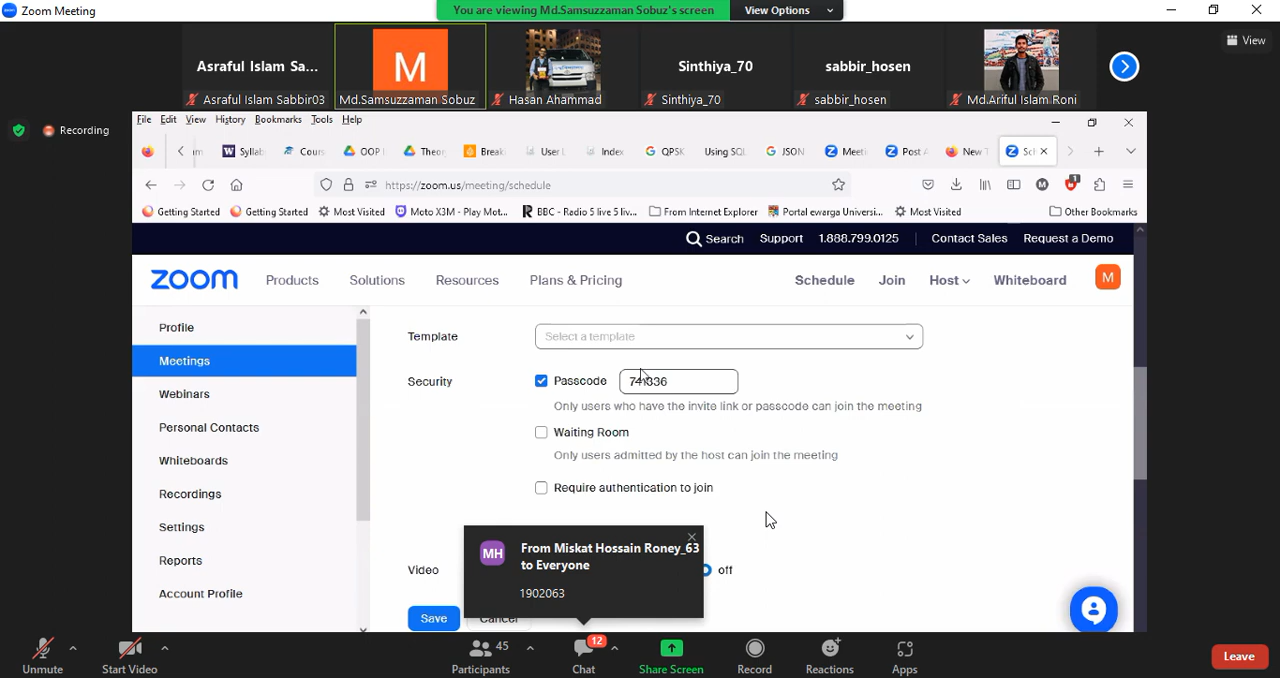 Zoom Meeting
You are viewing Md.Samsuzzaman Sobuz's screen
View Options
View
Recording
Asraful Islam Sa...
Asraful Islam Sabbir03
M
Md.Samsuzzaman Sobuz
Hasan Ahammad
Sinthiya_70
Sinthiya_70
sabbir_hosen
sabbir_hosen
Md.Ariful Islam Roni
File Edit View History Bookmarks Tools Help
W Syllab
Cours
OOP
Theor
Break
User L
Index
G QPSK
Using SQL
G JSON
Z Meeti
Z Post A
New T
Z Sch
https://zoom.us/meeting/schedule
M
1
Getting Started
Getting Started
Most Visited
Moto X3M - Play Mot...
BBC - Radio 5 live 5 li...
From Internet Explorer
Portal ewarga Universi...
Most Visited
Other Bookmarks
Search Support 1.888.799.0125 Contact Sales Request a Demo
zoom Products Solutions Resources Plans & Pricing Schedule Join Host Whiteboard M
Profile
Meetings
Webinars
Personal Contacts
Whiteboards
Recordings
Settings
Reports
Account Profile
Template Select a template
Security Passcode
Only users who have the invite link or passcode can join the meeting
Waiting Room
Only users admitted by the host can join the meeting
Require authentication to join
Video off
Save Cancel
MH
From Miskat Hossain Roney_63
to Everyone
1902063
Unmute
Start Video
45
Participants
12
Chat
Share Screen
Record
Reactions
Apps
Leave